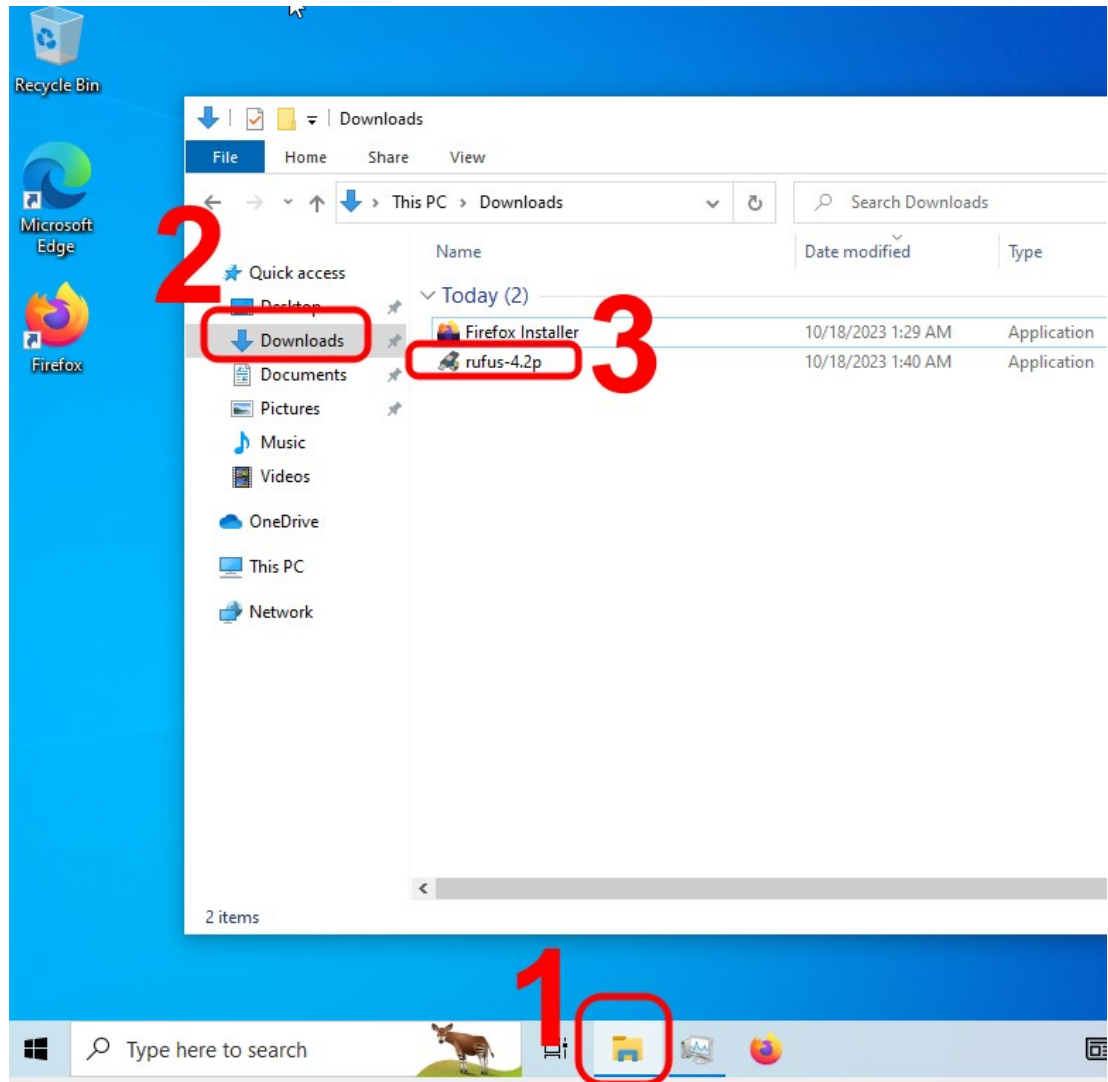 Recycle Bin
Microsoft
Edge
Firefox
Downloads
File Home Share View
This PC > Downloads
Search Downloads
2
Quick access
Desktop
Downloads
Documents
Pictures
Music
Videos
OneDrive
This PC
Network
Name Date modified Type
Today (2)
Firefox Installer 10/18/2023 1:29 AM Application
rufus-4.2p 10/18/2023 1:40 AM Application
3
2 items
1
Type here to search